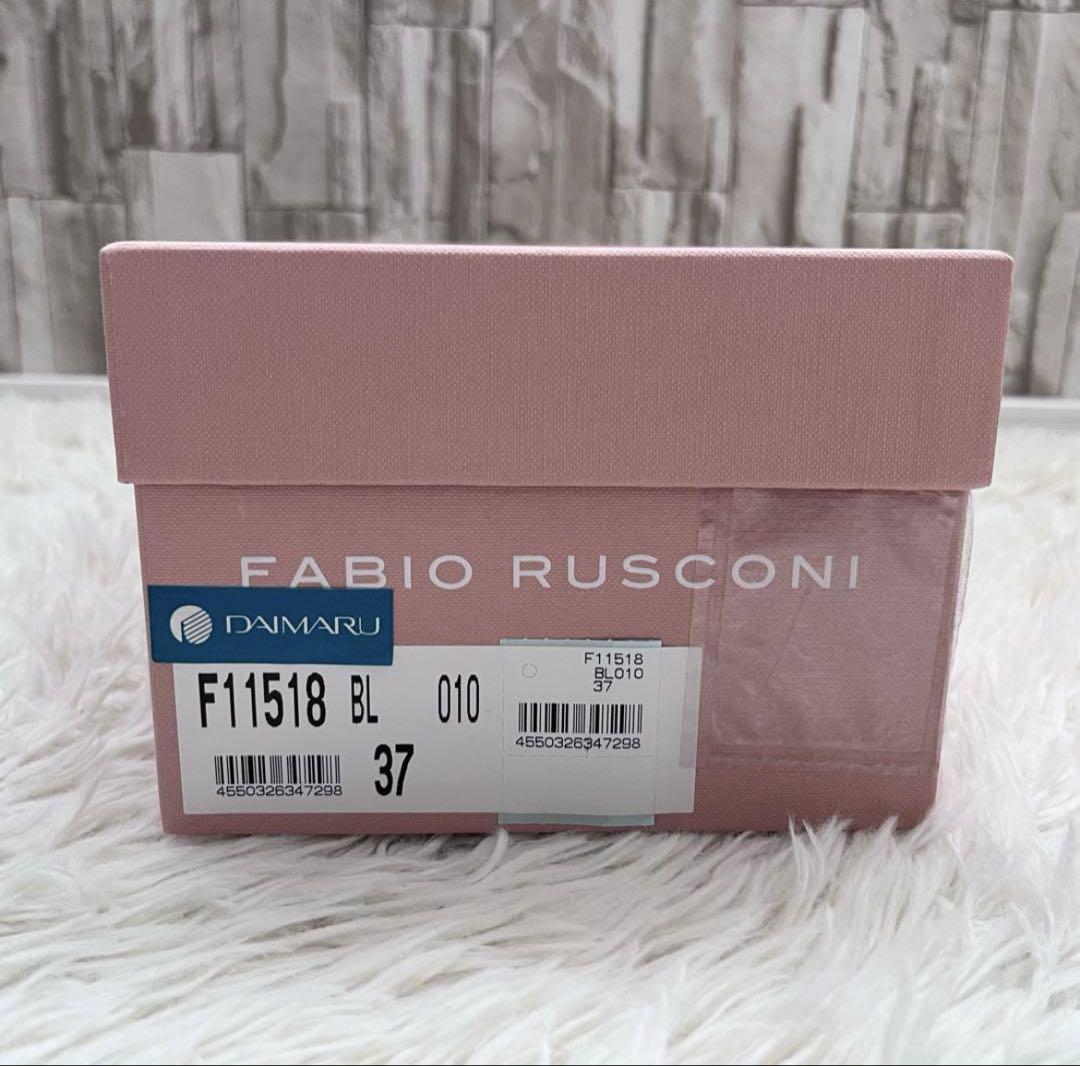 FABIO RUSCONI
DAIMARU
F11518 BL 010
37
4550326347298
F11518
BL010
37
4550326347298